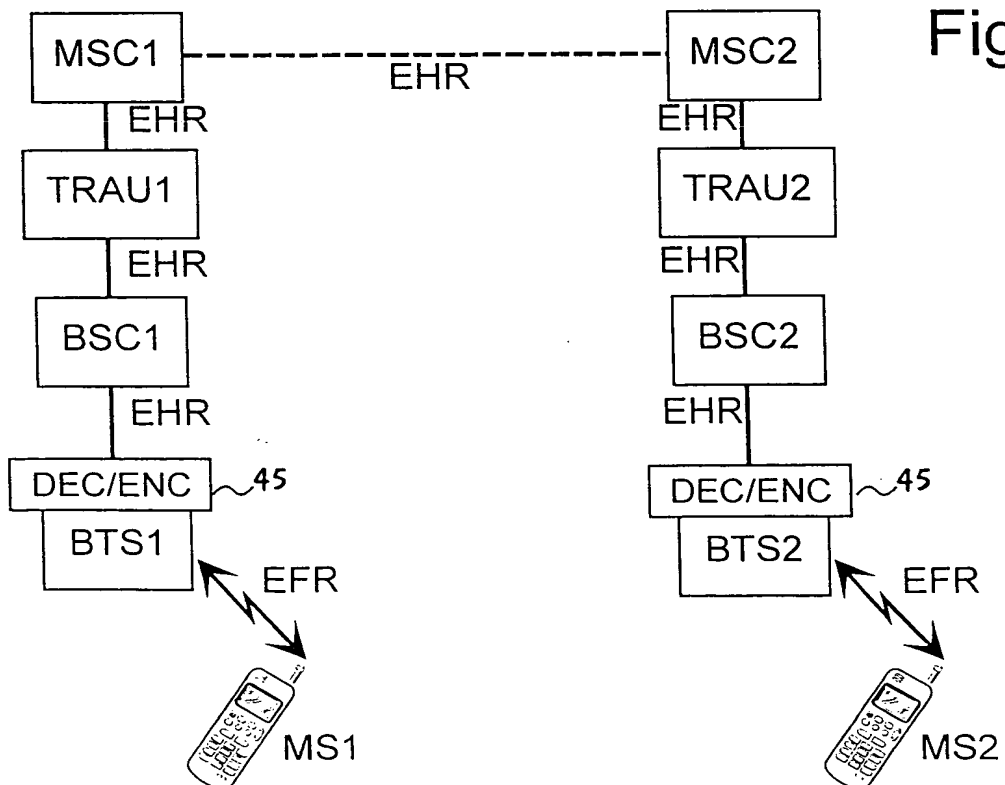 Fig
MSC1
EHR
MSC2
EHR
EHR
TRAU1
TRAU2
EHR
EHR
BSC1
BSC2
EHR
EHR
DEC/ENC 45
DEC/ENC 45
BTS1
BTS2
EFR
EFR
MS1
MS2